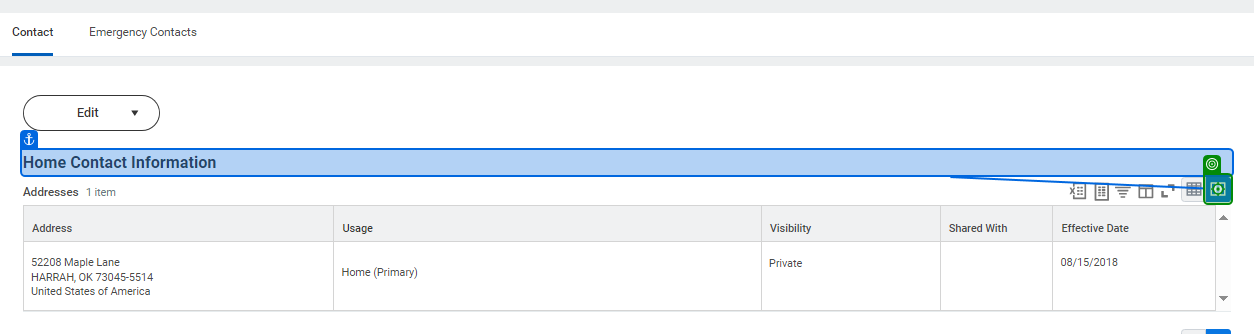 Contact
Emergency Contacts
Edit
Home Contact Information
Addresses 1 item
Address Usage Visibility Shared With Effective Date
52208 Maple Lane
HARRAH, OK 73045-5514
United States of America
Home (Primary)
Private
08/15/2018